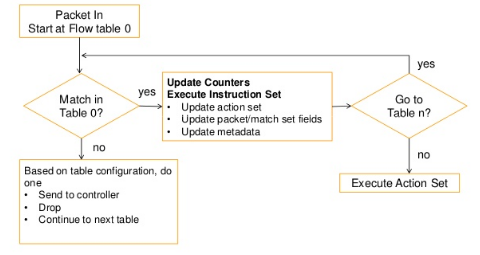 Packet In
Start at Flow table 0
yes
Match in
Table 0?
yes
Update Counters
Execute Instruction Set
• Update action set
• Update packet/match set fields
• Update metadata
Go to
Table n?
no
no
Based on table configuration, do
one
• Send to controller
• Drop
• Continue to next table
Execute Action Set